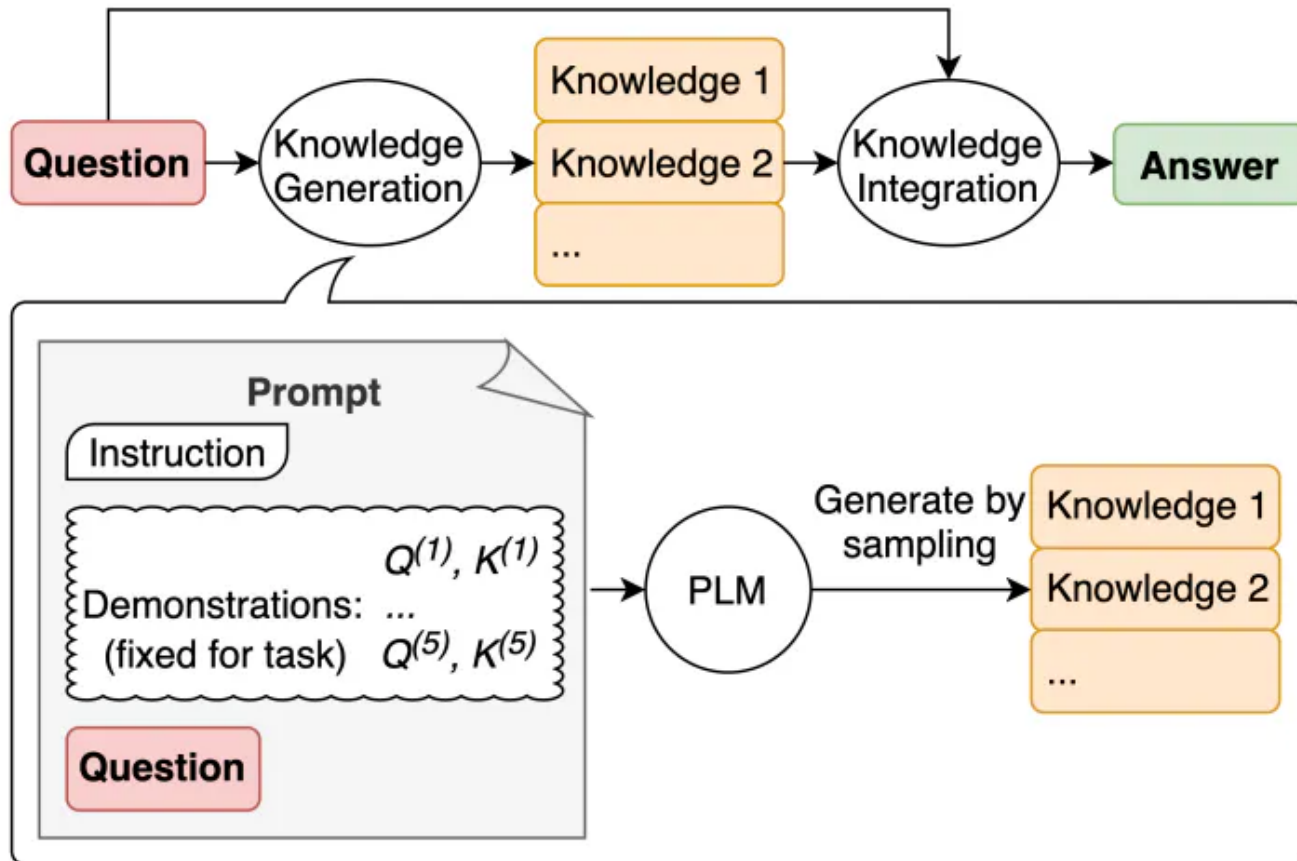 Question
Knowledge
Generation
Knowledge 1
Knowledge 2
...
Knowledge
Integration
Answer
Prompt
Instruction
Q(1), K(1)
Demonstrations: ...
(fixed for task) Q(5), K(5)
Question
PLM
Generate by
sampling
Knowledge 1
Knowledge 2
...